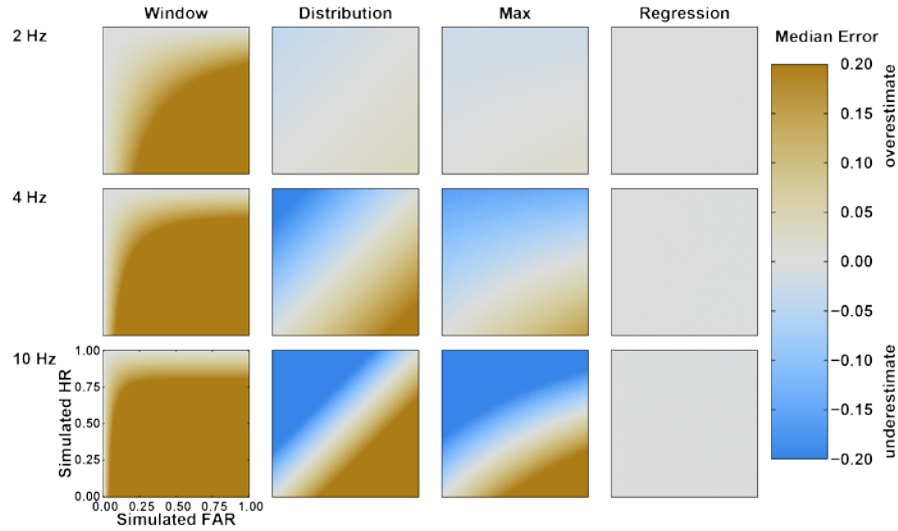 Window Distribution Max Regression
2 Hz
Median Error
0.20
0.15
0.10
0.05
0.00
−0.05
−0.10
−0.15
−0.20
overestimate
underestimate
4 Hz
10 Hz
Simulated HR
1.00
0.75
0.50
0.25
0.00
0.00 0.25 0.50 0.75 1.00
Simulated FAR